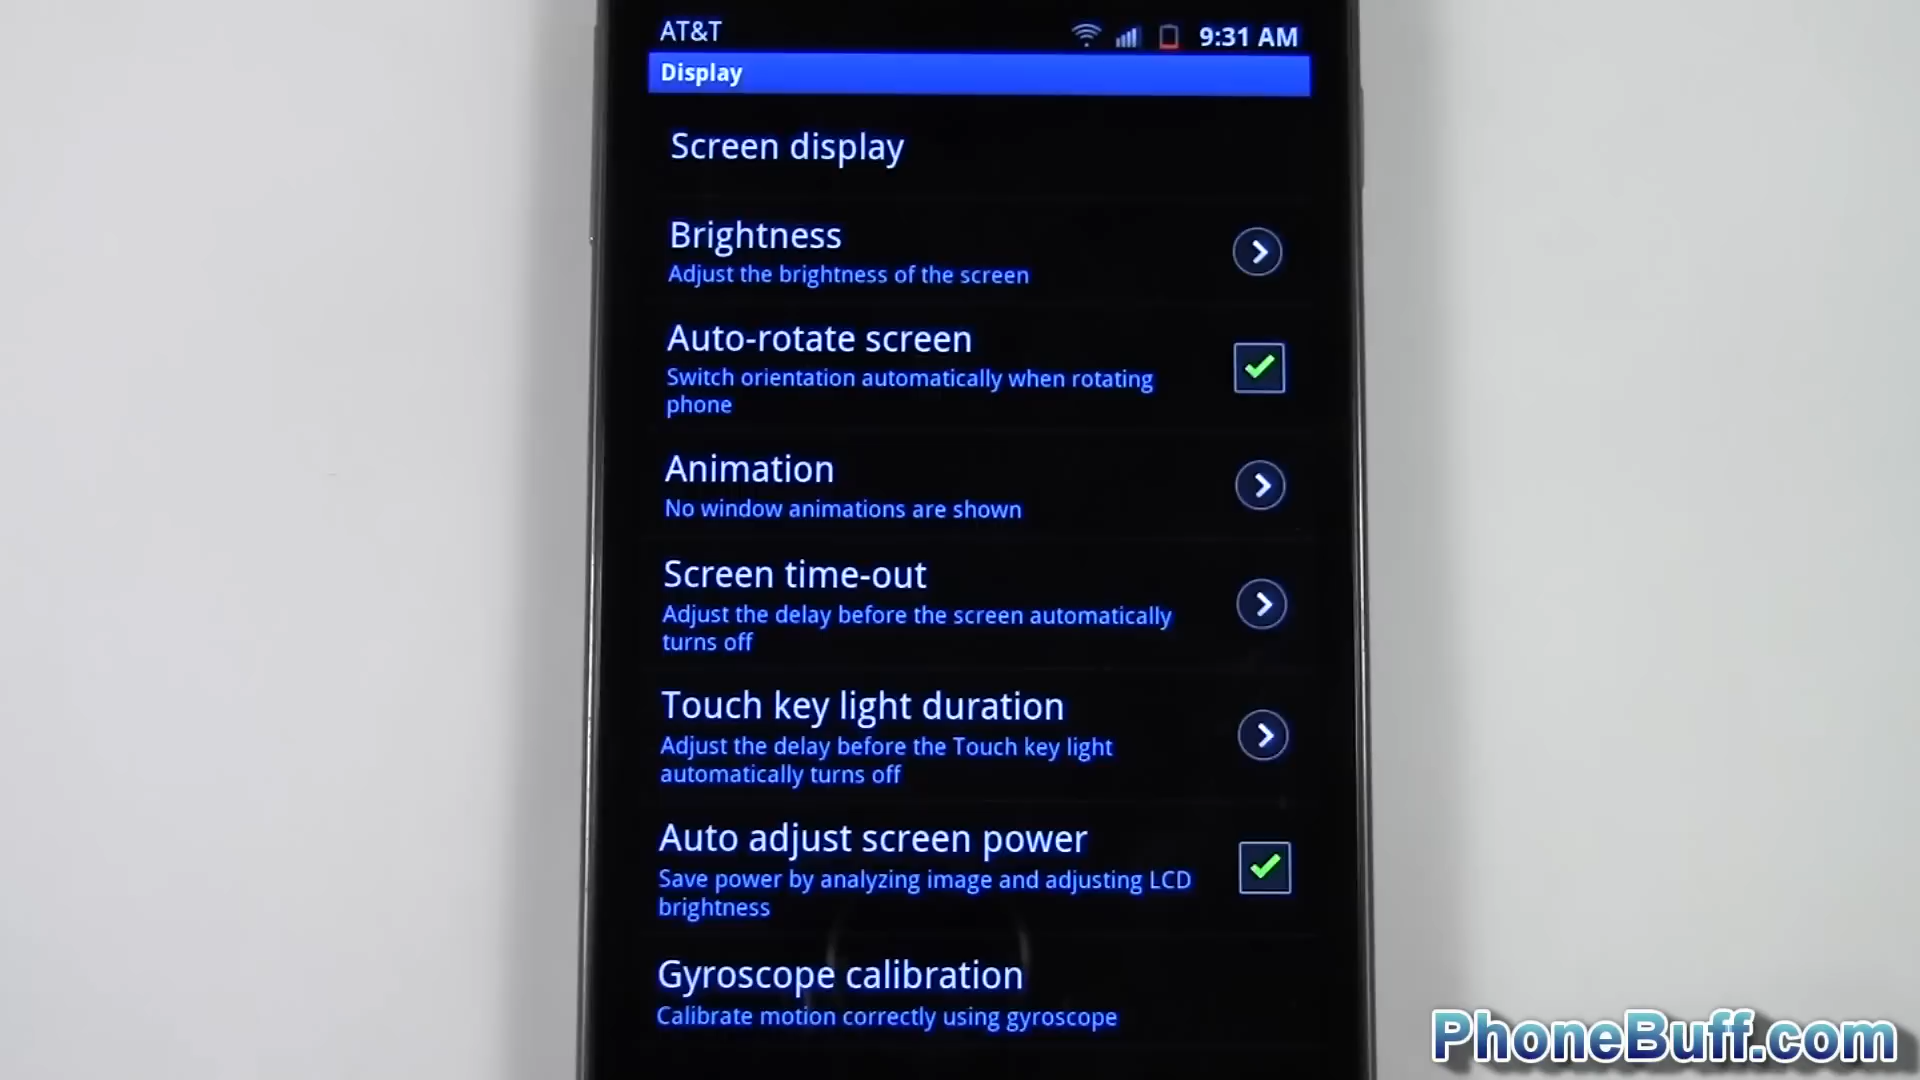 AT&T
9:31 AM
Display
Screen display
Brightness
Adjust the brightness of the screen
Auto-rotate screen
Switch orientation automatically when rotating
phone
Animation
No window animations are shown
Screen time-out
Adjust the delay before the screen automatically
turns off
Touch key light duration
Adjust the delay before the Touch key light
automatically turns off
Auto adjust screen power
Save power by analyzing image and adjusting LCD
brightness
Gyroscope calibration
Calibrate motion correctly using gyroscope
PhoneBuff.com